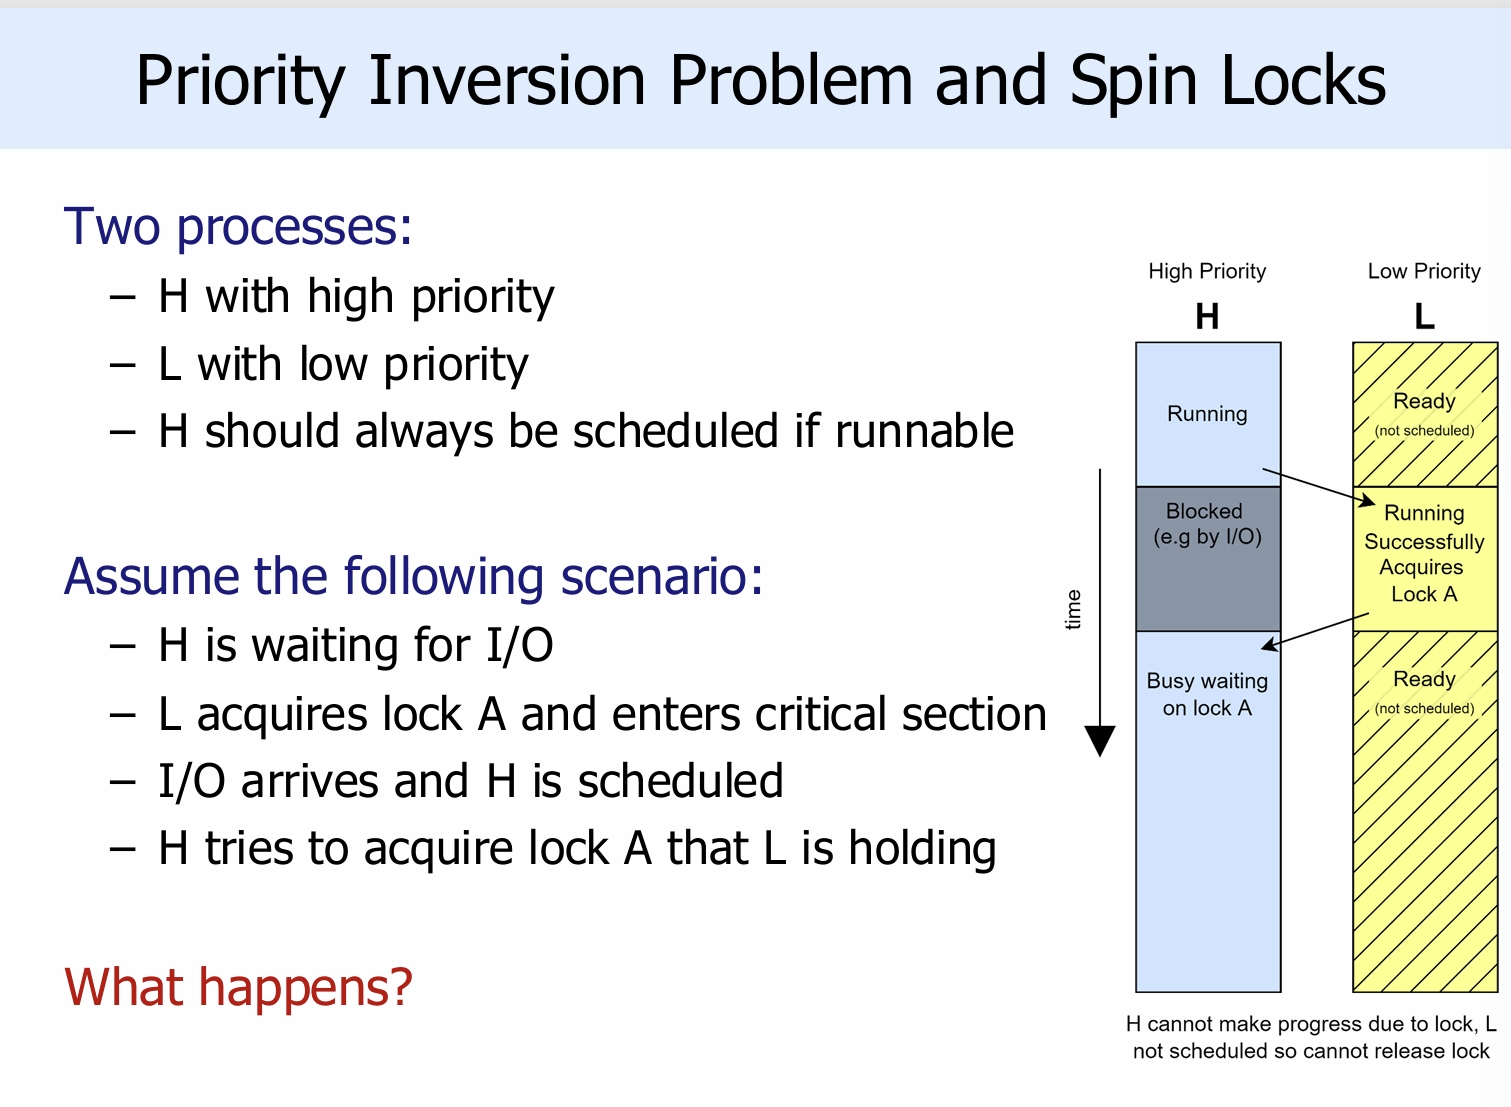 Priority Inversion Problem and Spin Locks
Two processes:
– H with high priority
– L with low priority
– H should always be scheduled if runnable
Assume the following scenario:
– H is waiting for I/O
– L acquires lock A and enters critical section
– I/O arrives and H is scheduled
– H tries to acquire lock A that L is holding
What happens?
time
High Priority
H
Running
Blocked
(e.g by I/O)
Busy waiting
on lock A
Low Priority
L
Ready
(not scheduled)
Running
Successfully
Acquires
Lock A
Ready
(not scheduled)
H cannot make progress due to lock, L
not scheduled so cannot release lock